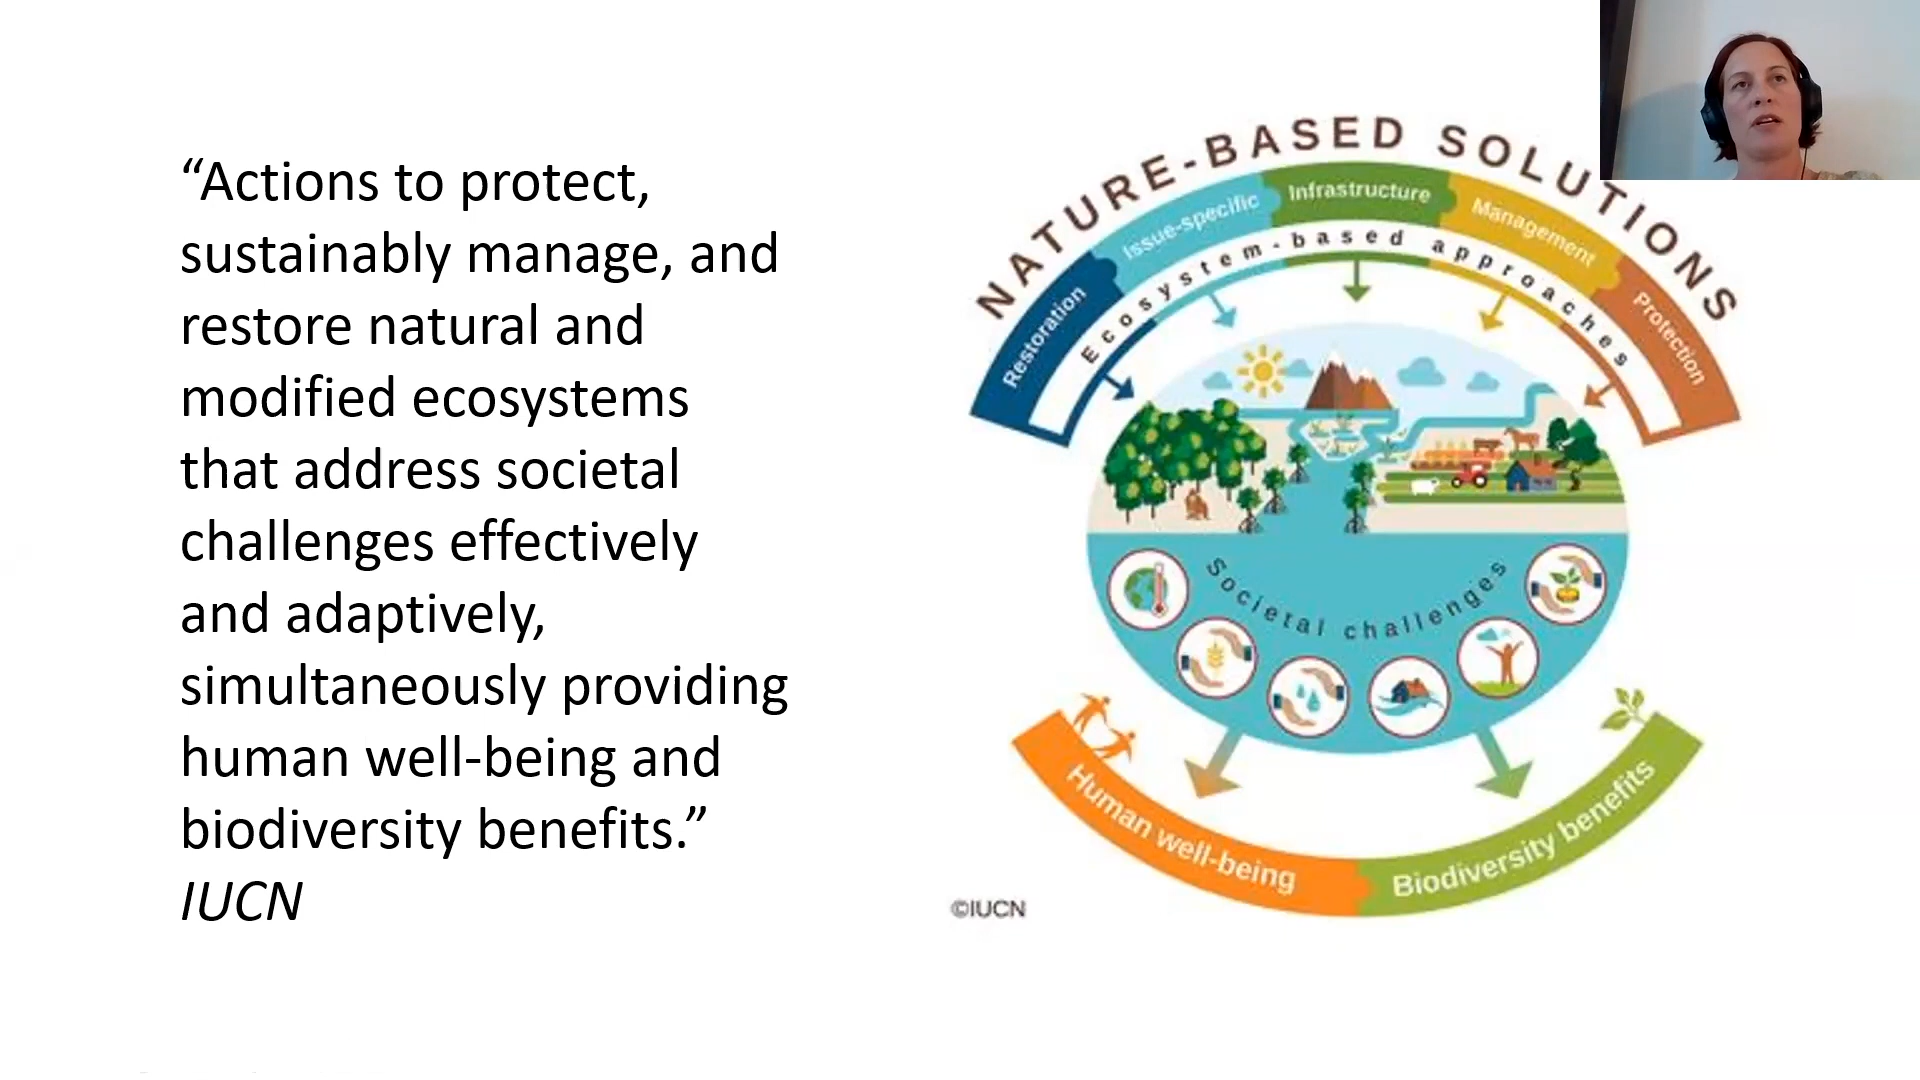 “Actions to protect,
sustainably manage, and
restore natural and
modified ecosystems
that address societal
challenges effectively
and adaptively,
simultaneously providing
human well-being and
biodiversity benefits.”
IUCN
NATURE-BASED SOLUTIONS
Restoration
Issue-specific
Infrastructure
Management
Protection
Ecosystem-based approaches
Societal challenges
Human well-being
Biodiversity benefits
©IUCN